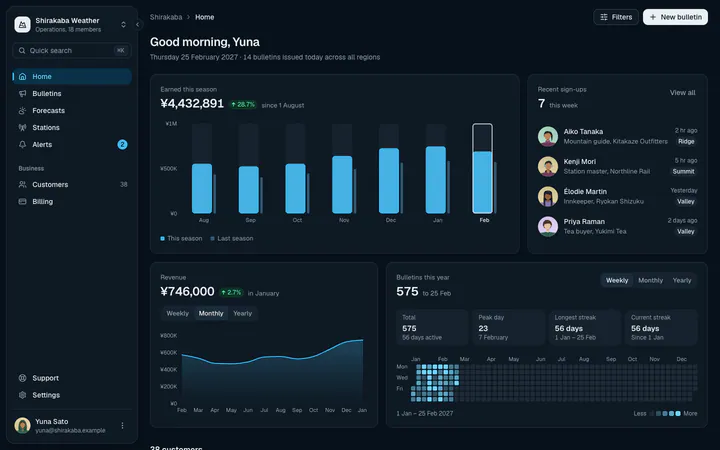 Shirakaba Weather
Operations, 18 members
Quick search ⌘K
Home
Bulletins
Forecasts
Stations
Alerts 2
Business
Customers 38
Billing
Support
Settings
Yuna Sato
yuna@shirakaba.example
Shirakaba > Home
Filters
+ New bulletin
Good morning, Yuna
Thursday 25 February 2027 · 14 bulletins issued today across all regions
Earned this season
¥4,432,891 ↑ 28.7% since 1 August
¥1M
¥500K
¥0
Aug Sep Oct Nov Dec Jan Feb
This season Last season
Recent sign-ups
7 this week
View all
Aiko Tanaka 2 hr ago
Mountain guide, Kitakaze Outfitters Ridge
Kenji Mori 5 hr ago
Station master, Northline Rail Summit
Élodie Martin Yesterday
Innkeeper, Ryokan Shizuku Valley
Priya Raman 2 days ago
Tea buyer, Yukimi Tea Valley
Revenue
¥746,000 ↑ 2.7% in January
Weekly Monthly Yearly
¥800K
¥600K
¥400K
¥200K
¥0
Feb Mar Apr May Jun Jul Aug Sep Oct Nov Dec Jan
Bulletins this year
575 to 25 Feb
Weekly Monthly Yearly
Total
575
56 days active
Peak day
23
7 February
Longest streak
56 days
1 Jan – 25 Feb
Current streak
56 days
Since 1 Jan
Jan Feb Mar Apr May Jun Jul Aug Sep Oct Nov Dec
Mon
Wed
Fri
1 Jan – 25 Feb 2027
Less More